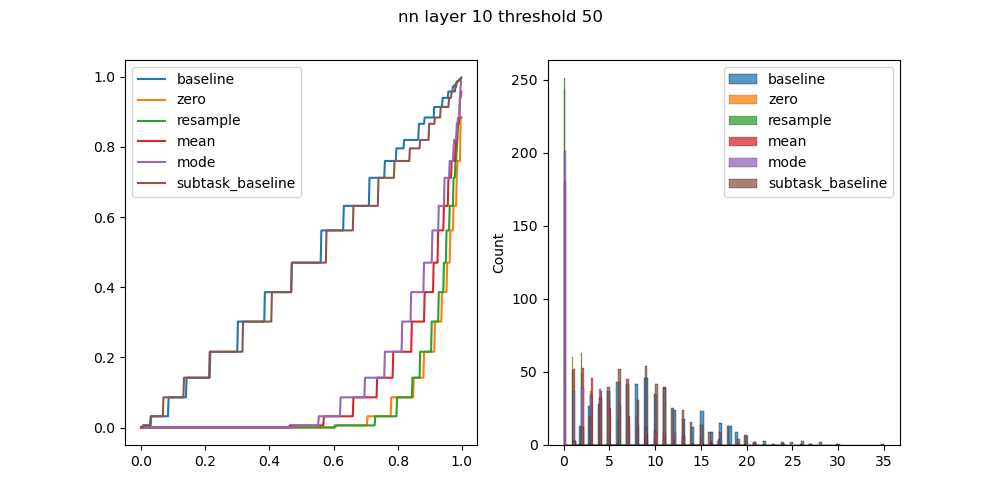 nn layer 10 threshold 50
1.0
0.8
0.6
0.4
0.2
0.0
0.0 0.2 0.4 0.6 0.8 1.0
baseline
zero
resample
mean
mode
subtask_baseline
Count
250
200
150
100
50
0
0 5 10 15 20 25 30 35
baseline
zero
resample
mean
mode
subtask_baseline